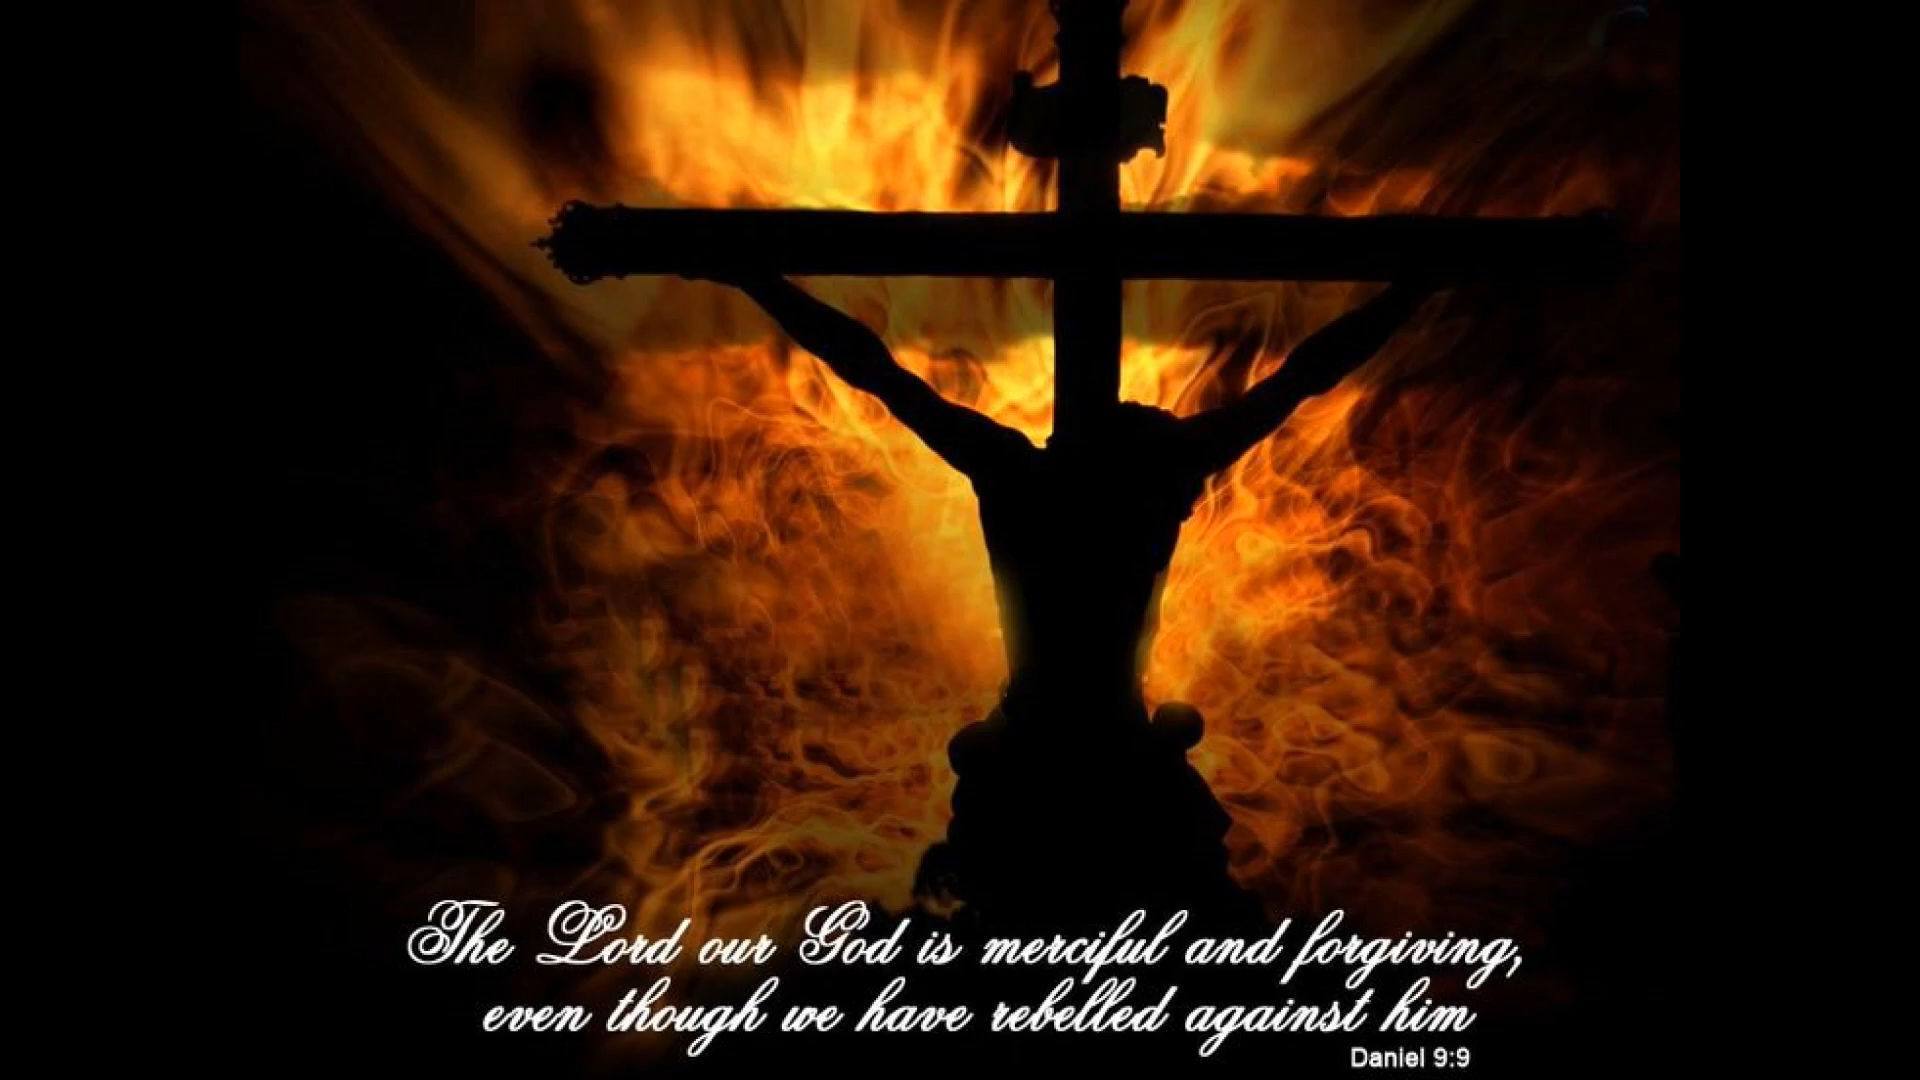 The Lord our God is merciful and forgiving,
even though we have rebelled against him
Daniel 9:9